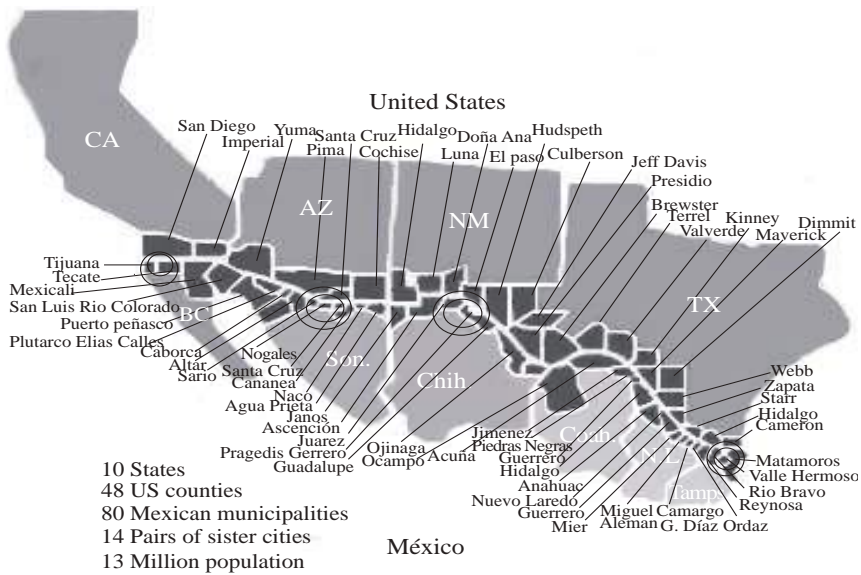 United States
San Diego
Imperial
Yuma
Pima
Santa Cruz
Cochise
Hidalgo
Luna
Doña Ana
El paso
Hudspeth
Culberson
Jeff Davis
Presidio
Brewster
Terrel
Valverde
Kinney
Maverick
Dimmit
CA
AZ
NM
TX
Tijuana
Tecate
Mexicali
San Luis Rio Colorado
BC
Puerto peñasco
Plutarco Elias Calles
Caborca
Altar
Sario
Nogales
Santa Cruz
Cananea
Naco
Agua Prieta
Janos
Ascención
Juarez
Pragedis Gerrero
Guadalupe
Son.
Chih
Ojinaga
Ocampo
Acuña
Jimenez
Piedras Negras
Guerrero
Hidalgo
Anahuac
Nuevo Laredo
Guerrero
Mier
Coah.
N.L.
Tamps
Miguel
Aleman
Camargo
G. Díaz Ordaz
Webb
Zapata
Starr
Hidalgo
Cameron
Matamoros
Valle Hermoso
Rio Bravo
Reynosa
10 States
48 US counties
80 Mexican municipalities
14 Pairs of sister cities
13 Million population
México